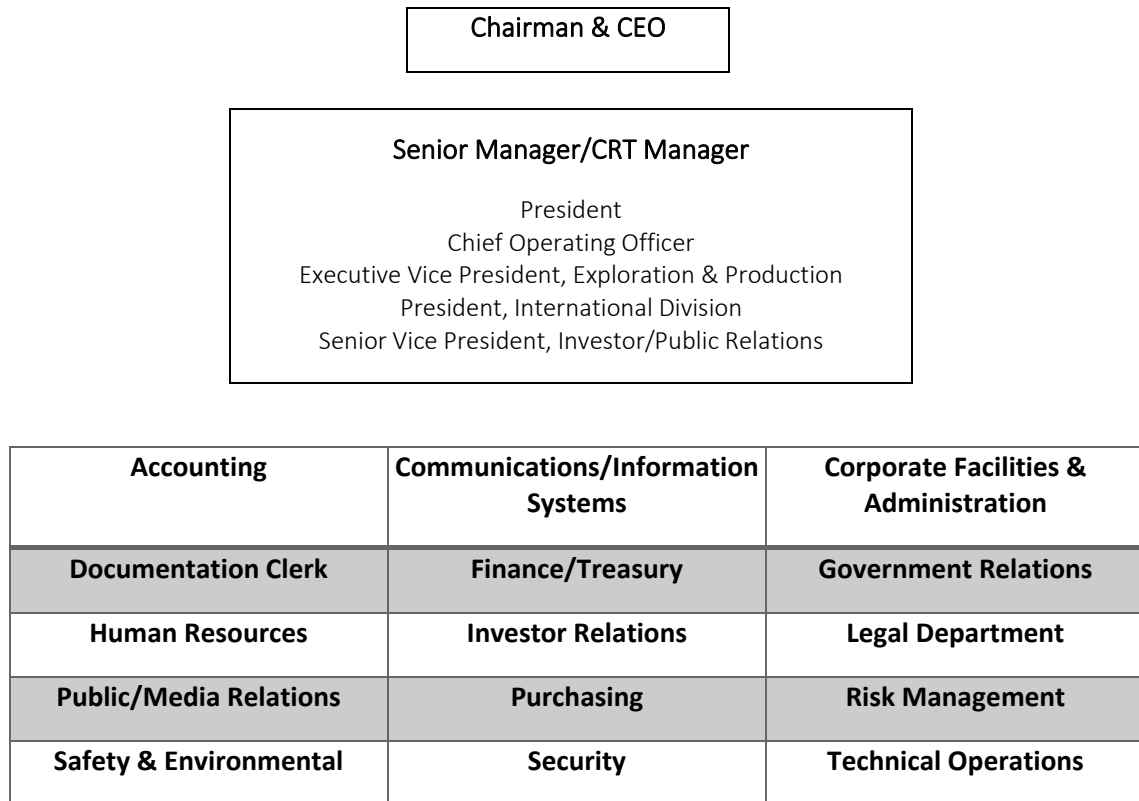 Chairman & CEO
Senior Manager/CRT Manager
President
Chief Operating Officer
Executive Vice President, Exploration & Production
President, International Division
Senior Vice President, Investor/Public Relations
Accounting
Communications/Information
Systems
Corporate Facilities &
Administration
Documentation Clerk
Finance/Treasury
Government Relations
Human Resources
Investor Relations
Legal Department
Public/Media Relations
Purchasing
Risk Management
Safety & Environmental
Security
Technical Operations